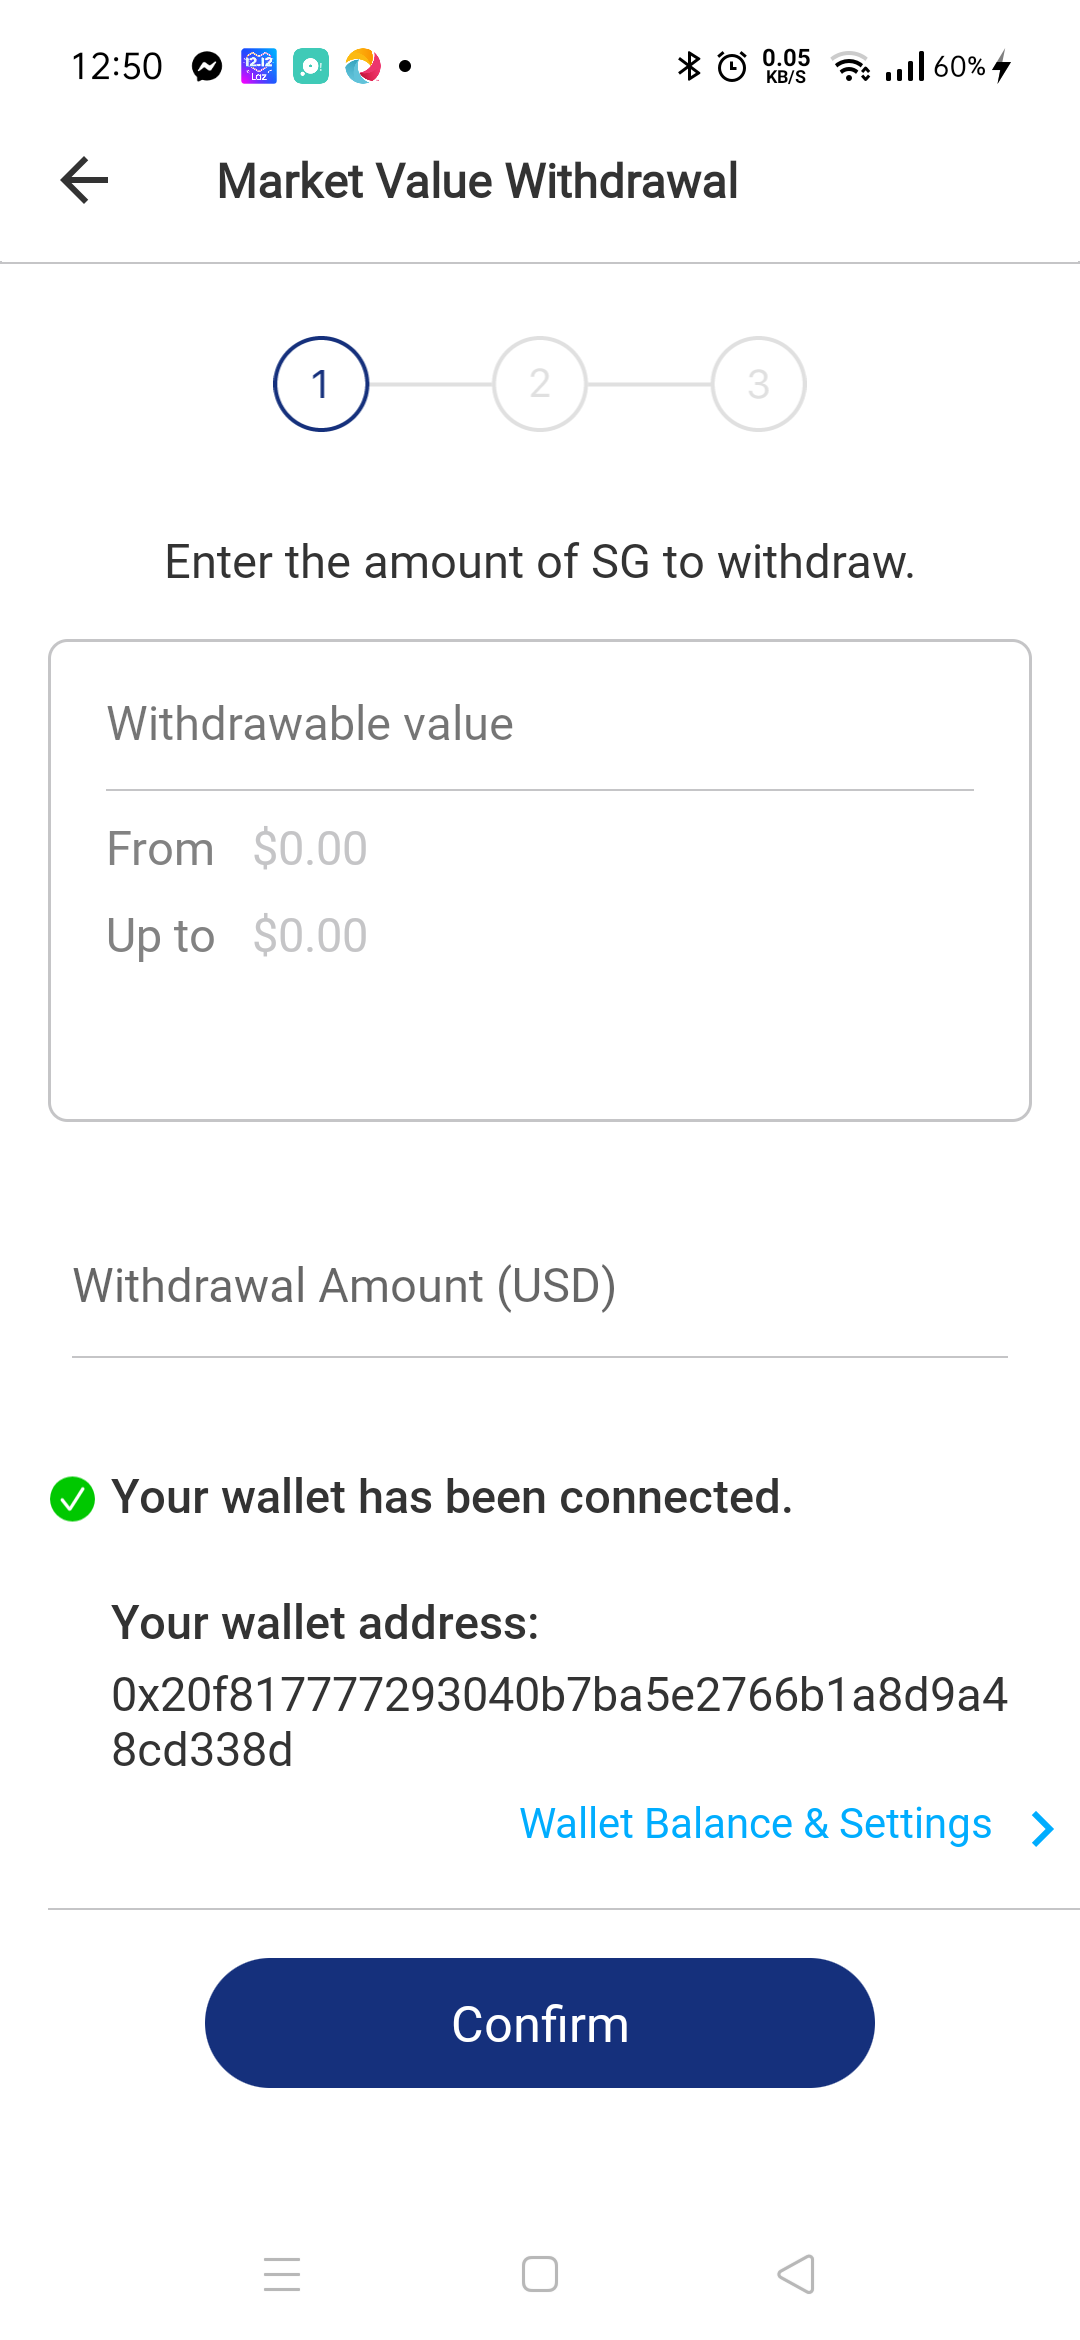 12:50
12.12
Laz
0.05
KB/S
60%
Market Value Withdrawal
1
2
3
Enter the amount of SG to withdraw.
Withdrawable value
From $0.00
Up to $0.00
Withdrawal Amount (USD)
Your wallet has been connected.
Your wallet address:
0x20f817777293040b7ba5e2766b1a8d9a4
8cd338d
Wallet Balance & Settings
Confirm